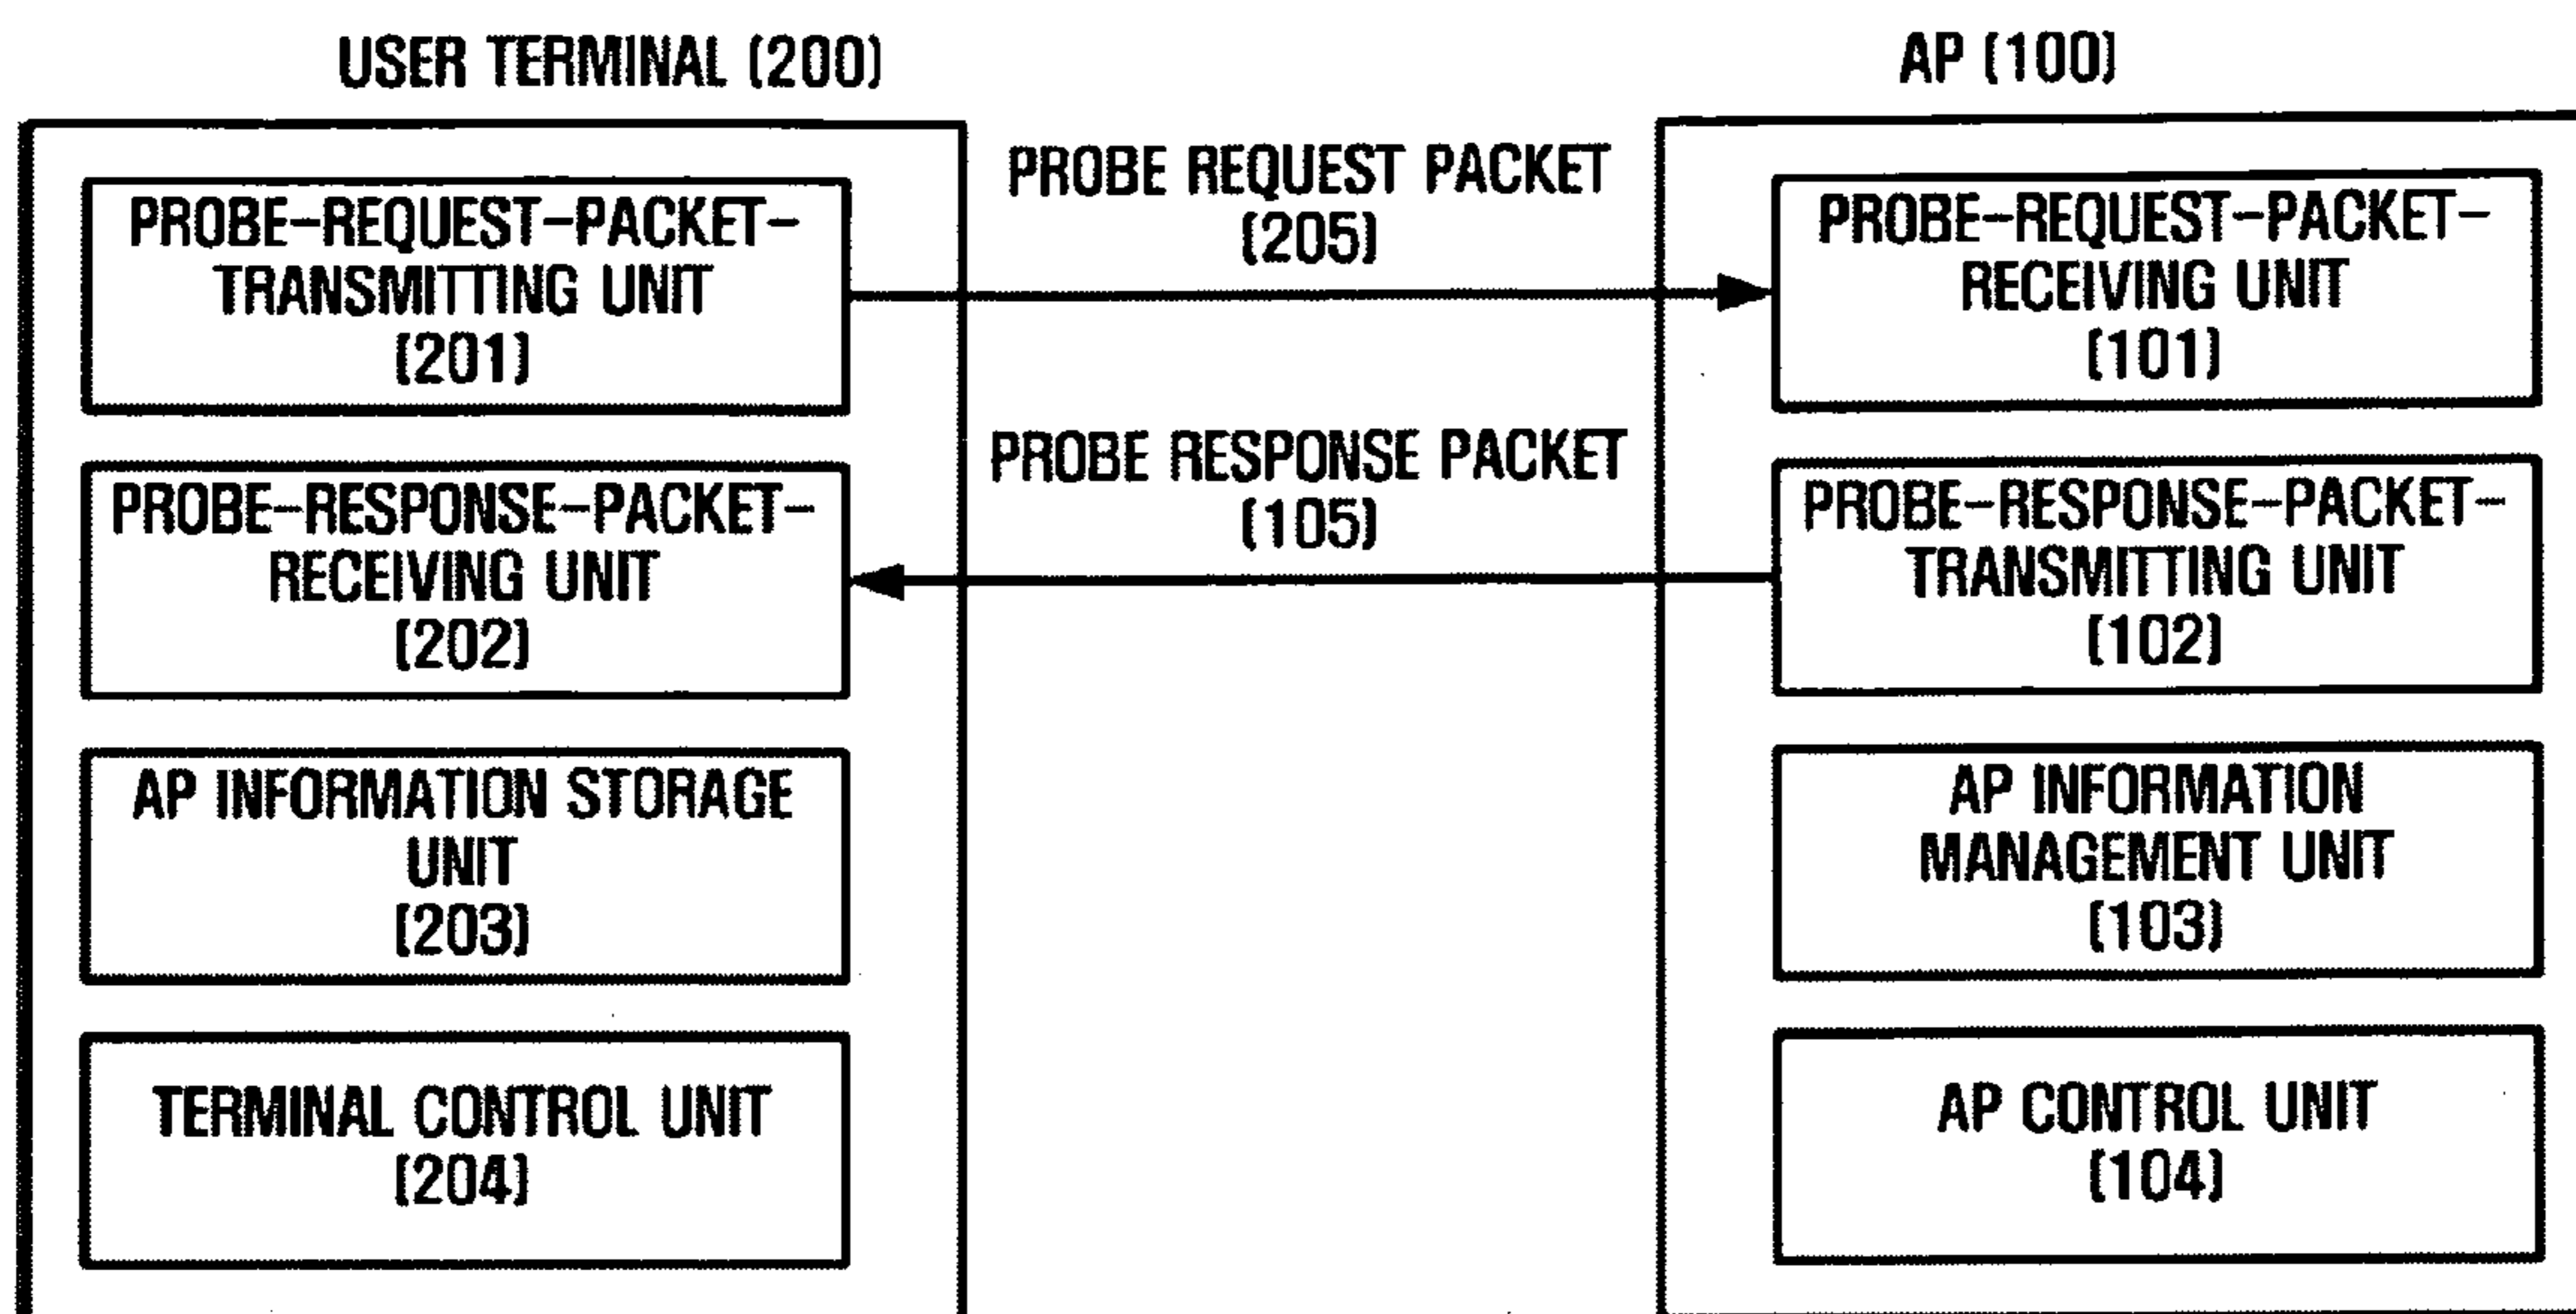 USER TERMINAL (200)
PROBE-REQUEST-PACKET-
TRANSMITTING UNIT
(201)
PROBE-RESPONSE-PACKET-
RECEIVING UNIT
(202)
AP INFORMATION STORAGE
UNIT
(203)
TERMINAL CONTROL UNIT
(204)
PROBE REQUEST PACKET
(205)
PROBE RESPONSE PACKET
(105)
AP (100)
PROBE-REQUEST-PACKET-
RECEIVING UNIT
(101)
PROBE-RESPONSE-PACKET-
TRANSMITTING UNIT
(102)
AP INFORMATION
MANAGEMENT UNIT
(103)
AP CONTROL UNIT
(104)